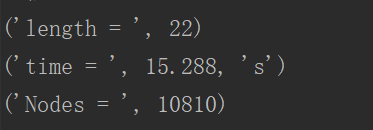 ('length = ', 22)
('time = ', 15.288, 's')
('Nodes = ', 10810)